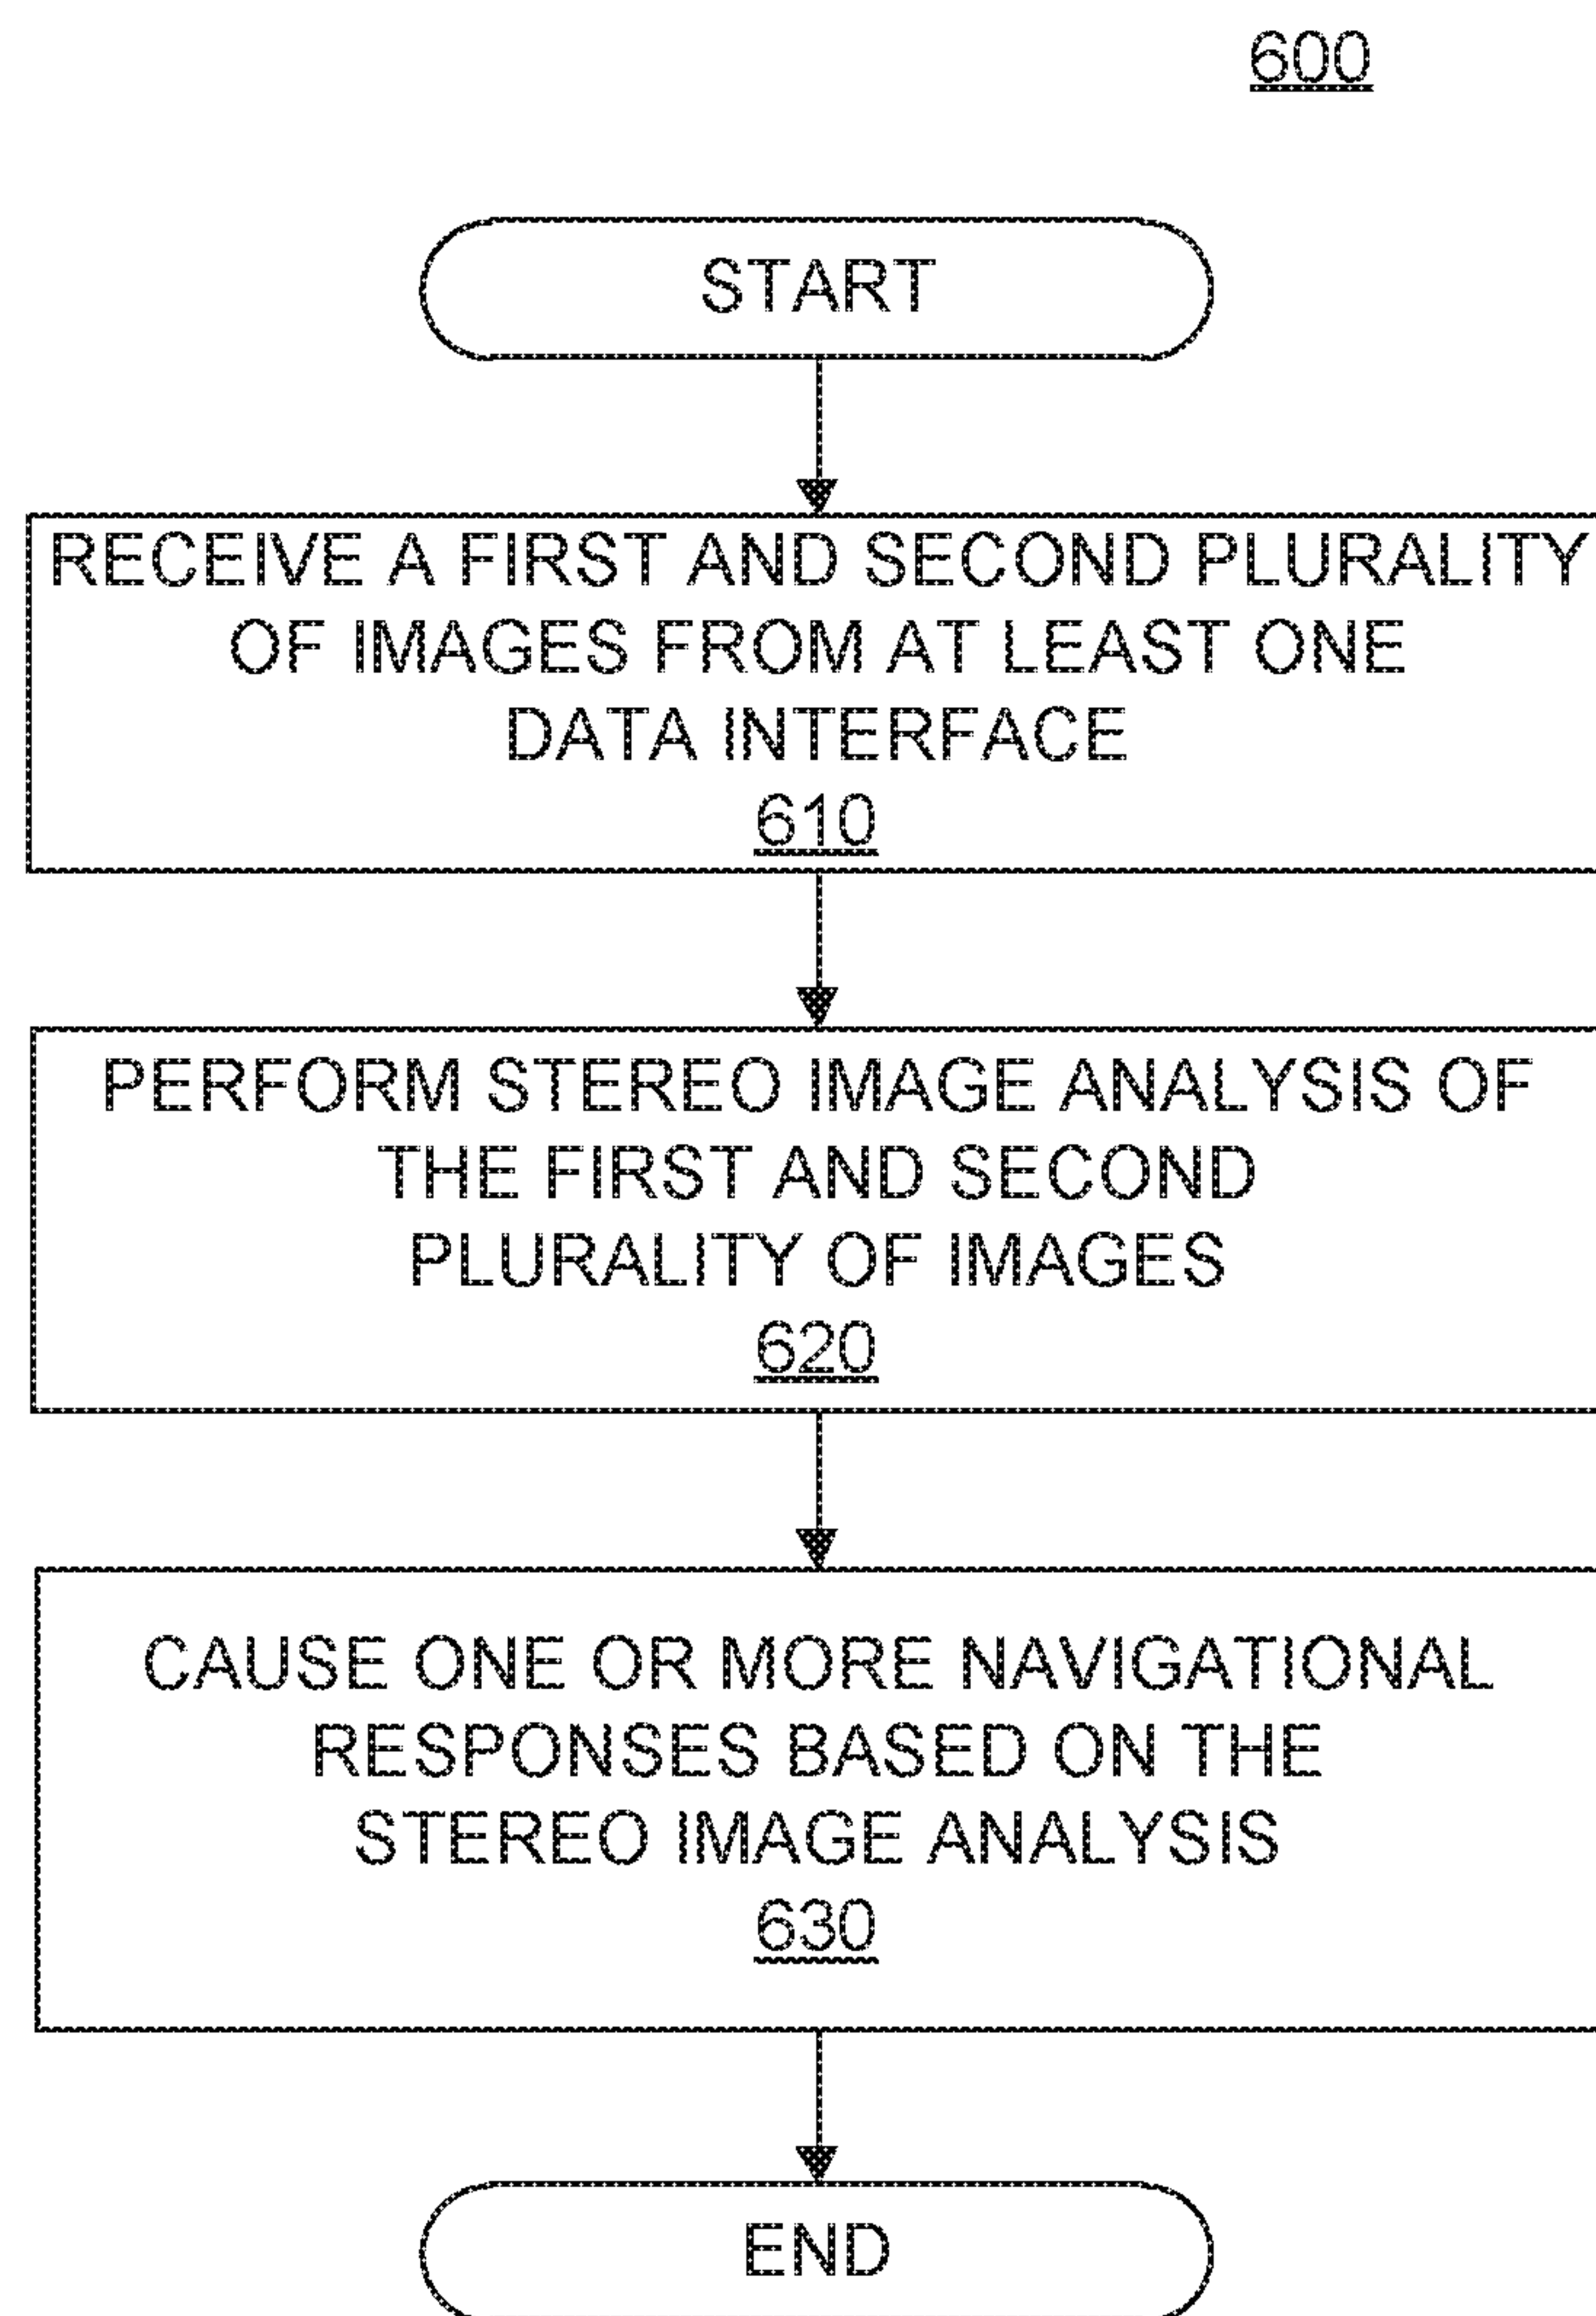 600
START
RECEIVE A FIRST AND SECOND PLURALITY
OF IMAGES FROM AT LEAST ONE
DATA INTERFACE
610
PERFORM STEREO IMAGE ANALYSIS OF
THE FIRST AND SECOND
PLURALITY OF IMAGES
620
CAUSE ONE OR MORE NAVIGATIONAL
RESPONSES BASED ON THE
STEREO IMAGE ANALYSIS
630
END